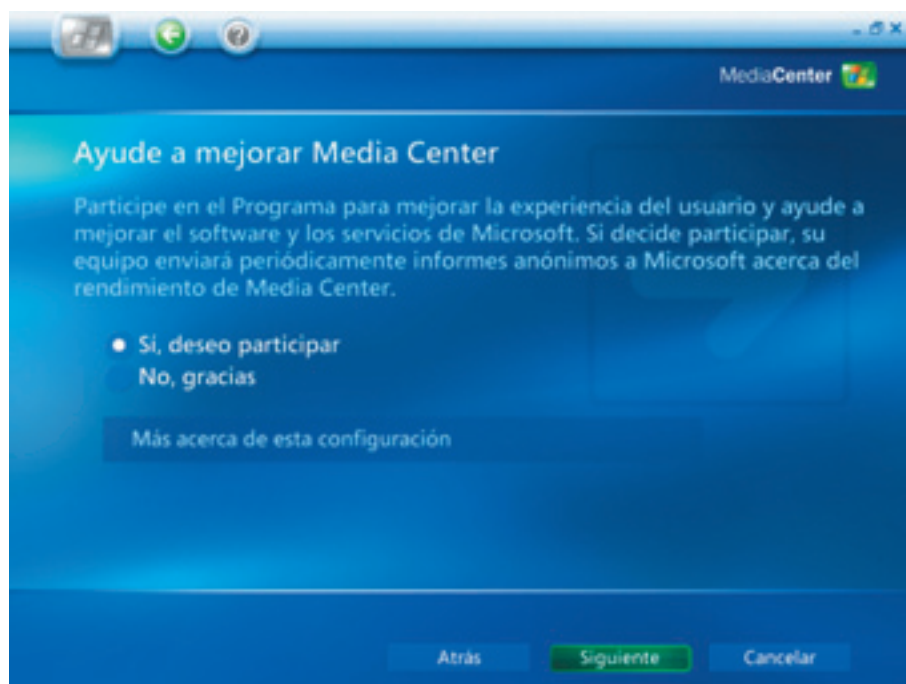 MediaCenter
Ayude a mejorar Media Center
Participe en el Programa para mejorar la experiencia del usuario y ayude a
mejorar el software y los servicios de Microsoft. Si decide participar, su
equipo enviará periódicamente informes anónimos a Microsoft acerca del
rendimiento de Media Center.
Sí, deseo participar
No, gracias
Más acerca de esta configuración
Atrás
Siguiente
Cancelar